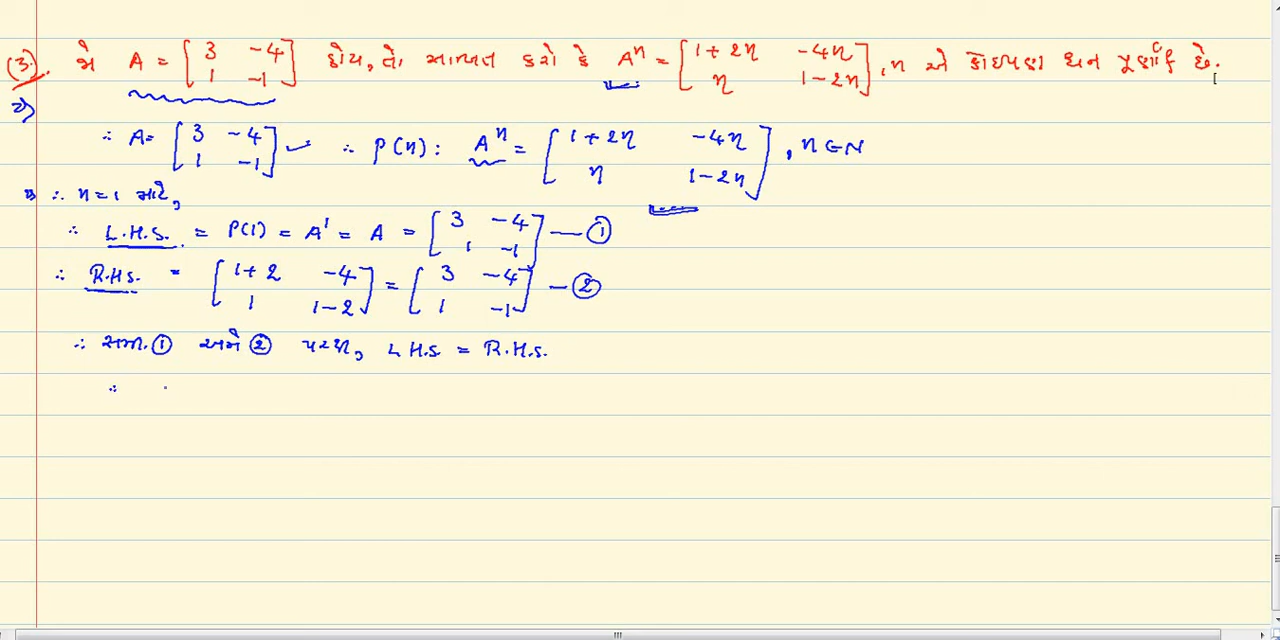 (3). જો A = [3 -4; 1 -1] હોય, તો સાબિત કરો કે Aⁿ = [1+2n -4n; n 1-2n], n એ કોઇપણ ધન પૂર્ણાંક છે.
→ ∴ A = [3 -4; 1 -1] ✓ ∴ P(n): Aⁿ = [1+2n -4n; n 1-2n], n∈N
∴ n=1 માટે,
∴ L.H.S. = P(1) = A¹ = A = [3 -4; 1 -1] — ①
∴ R.H.S. = [1+2 -4; 1 1-2] = [3 -4; 1 -1] — ②
∴ સમી.① અને ② પરથી, L.H.S = R.H.S.
∴